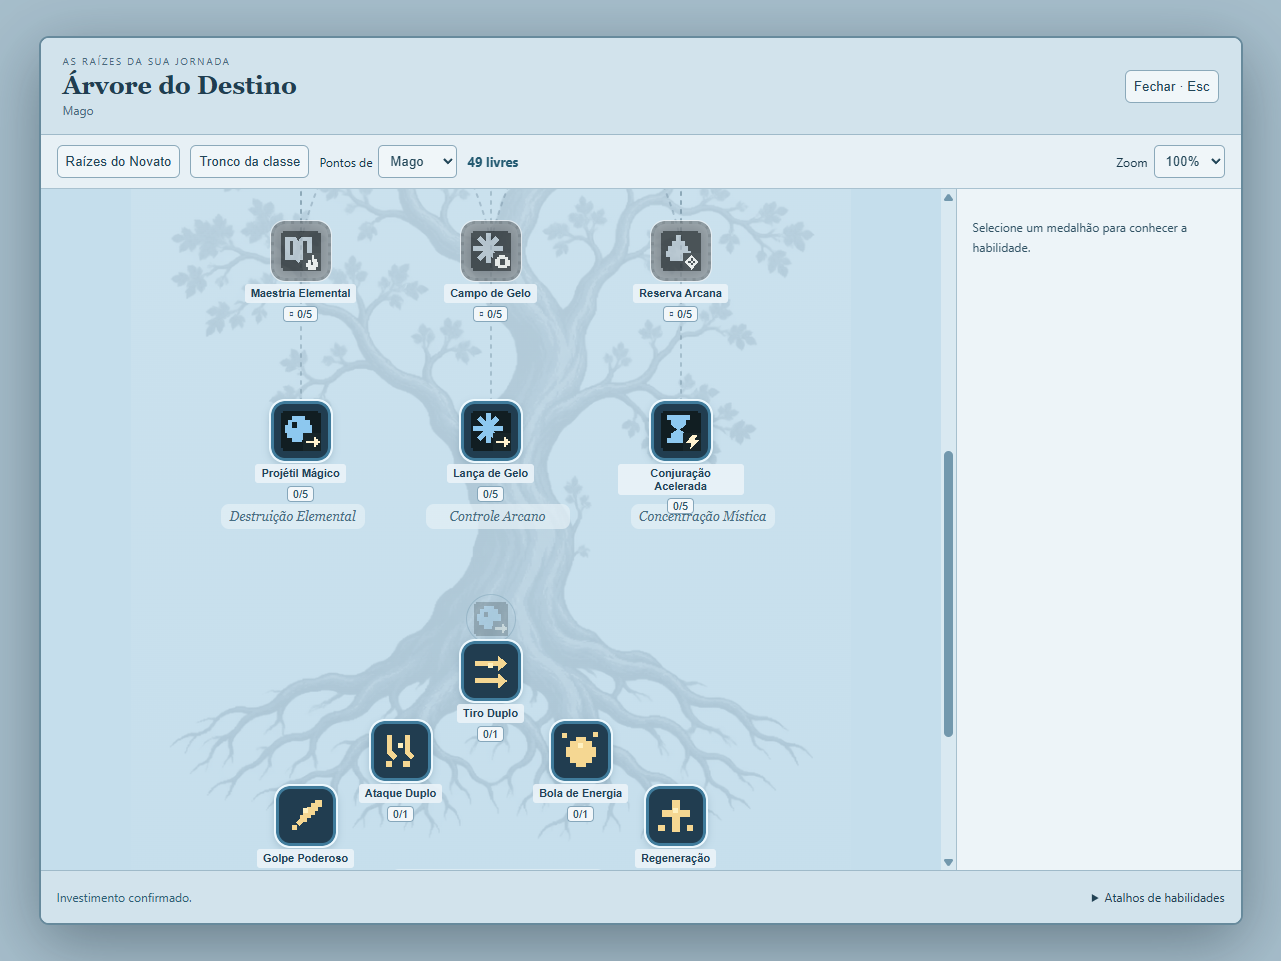 AS RAÍZES DA SUA JORNADA
Árvore do Destino
Mago
Fechar · Esc
Raízes do Novato
Tronco da classe
Pontos de
Mago
49 livres
Zoom
100%
Maestria Elemental
Campo de Gelo
Reserva Arcana
0/5
0/5
0/5
Selecione um medalhão para conhecer a
habilidade.
Projétil Mágico
Lança de Gelo
Conjuração
Acelerada
0/5
0/5
0/5
Destruição Elemental
Controle Arcano
Concentração Mística
Tiro Duplo
0/1
Ataque Duplo
Bola de Energia
0/1
0/1
Golpe Poderoso
Regeneração
Investimento confirmado.
Atalhos de habilidades